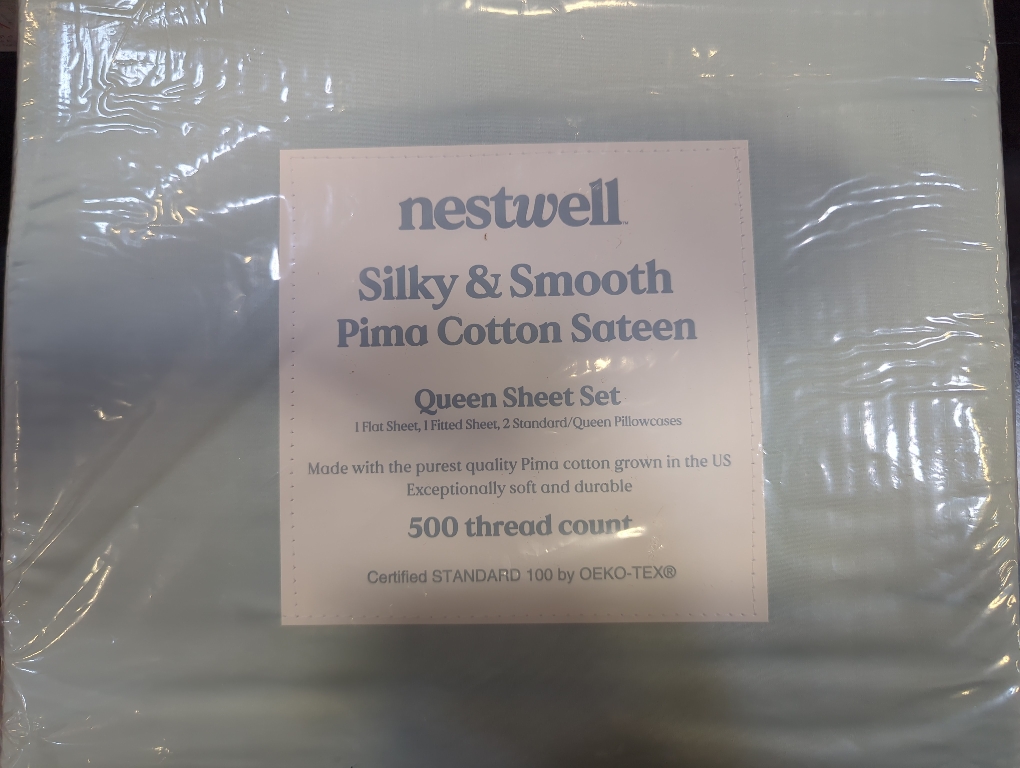 nestwell™
Silky & Smooth
Pima Cotton Sateen
Queen Sheet Set
1 Flat Sheet, 1 Fitted Sheet, 2 Standard/Queen Pillowcases
Made with the purest quality Pima cotton grown in the US
Exceptionally soft and durable
500 thread count
Certified STANDARD 100 by OEKO-TEX®